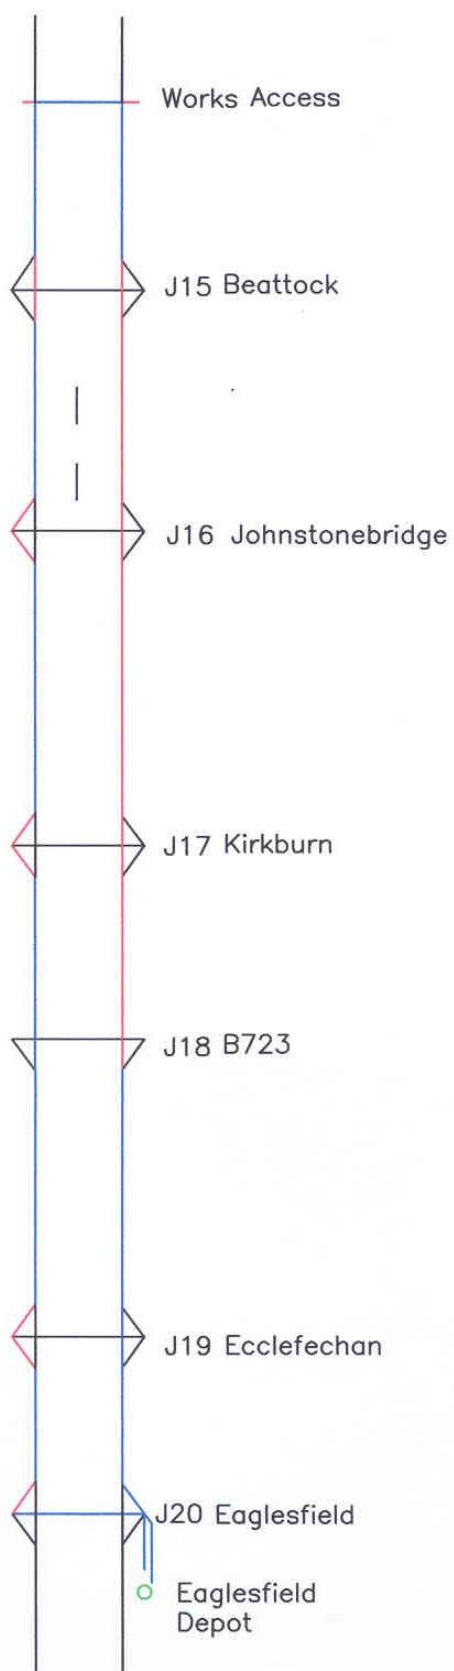 Works Access
J15 Beattock
J16 Johnstonebridge
J17 Kirkburn
J18 B723
J19 Ecclefechan
J20 Eaglesfield
Eaglesfield
Depot